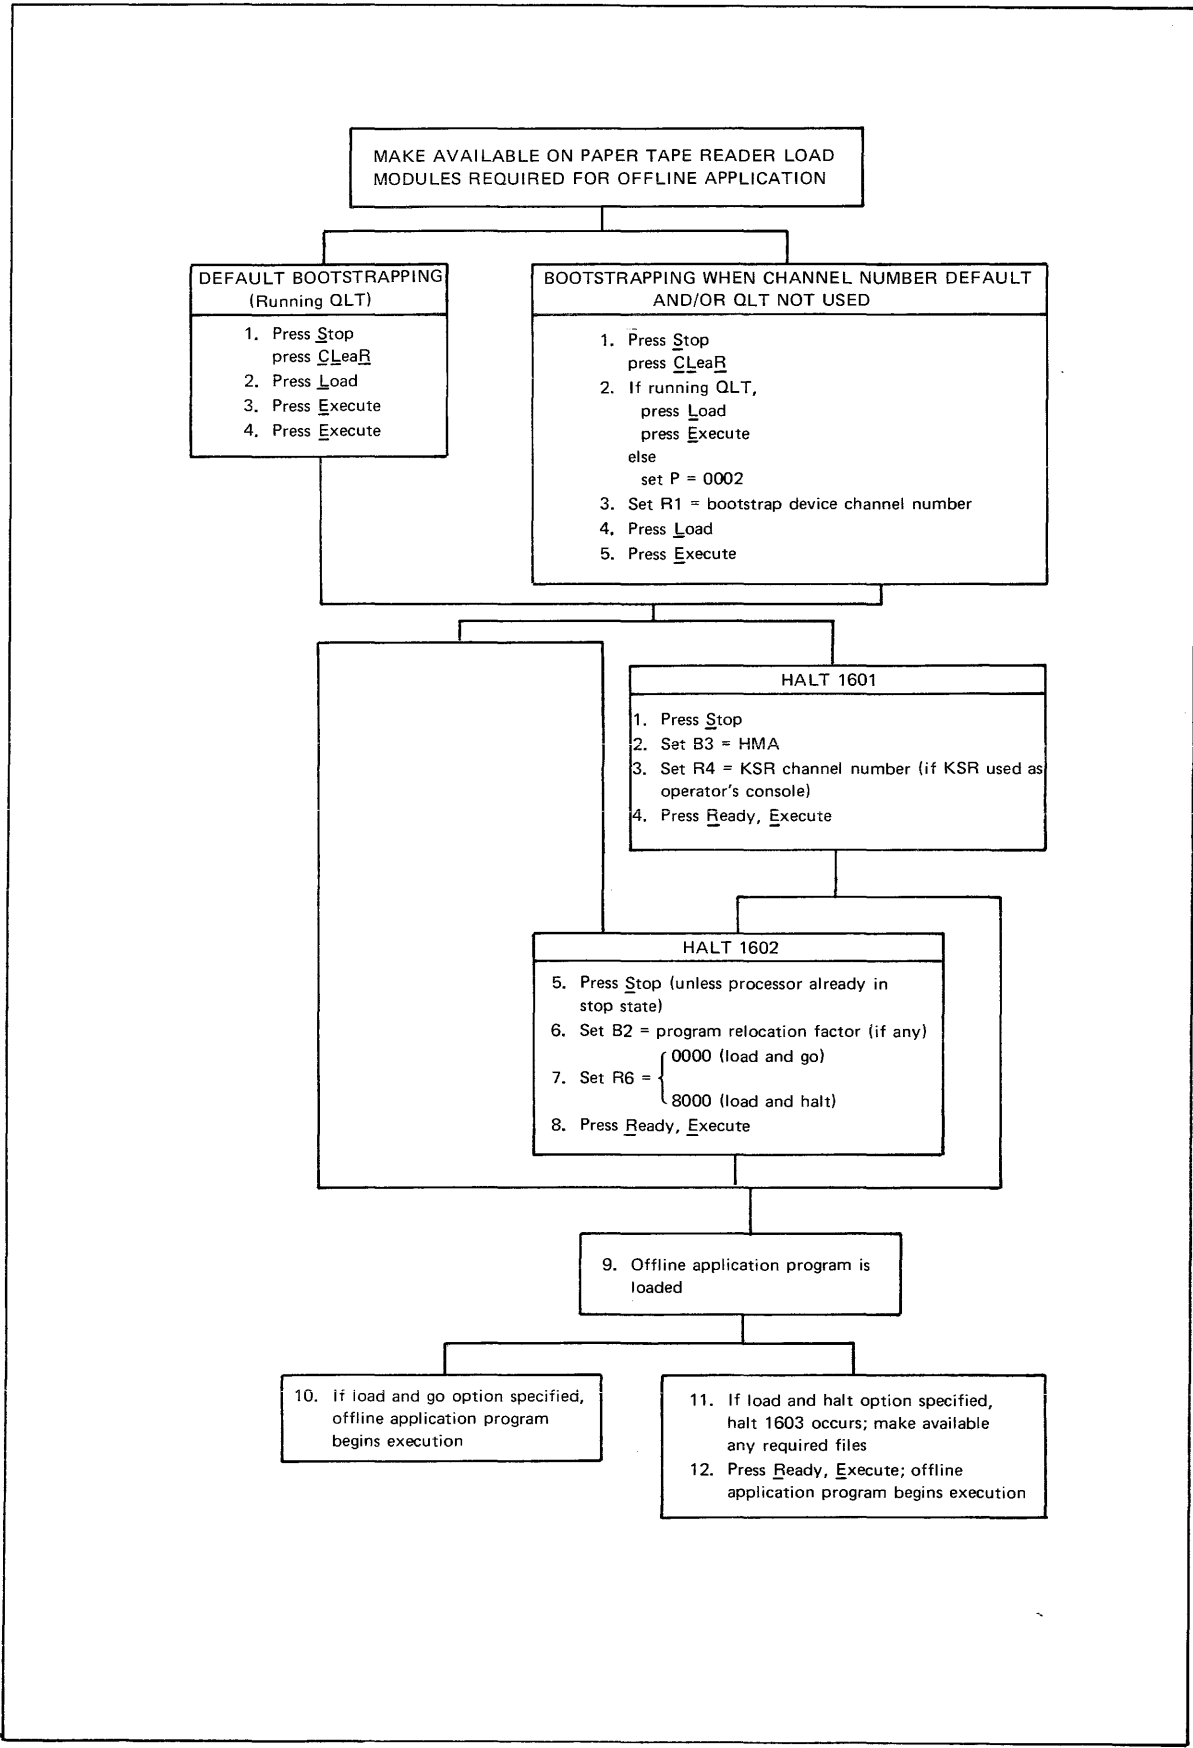 MAKE AVAILABLE ON PAPER TAPE READER LOAD
MODULES REQUIRED FOR OFFLINE APPLICATION
DEFAULT BOOTSTRAPPING
(Running QLT)
1. Press Stop
press CLeaR
2. Press Load
3. Press Execute
4. Press Execute
BOOTSTRAPPING WHEN CHANNEL NUMBER DEFAULT
AND/OR QLT NOT USED
1. Press Stop
press CLeaR
2. If running QLT,
press Load
press Execute
else
set P = 0002
3. Set R1 = bootstrap device channel number
4. Press Load
5. Press Execute
HALT 1601
1. Press Stop
2. Set B3 = HMA
3. Set R4 = KSR channel number (if KSR used as
operator's console)
4. Press Ready, Execute
HALT 1602
5. Press Stop (unless processor already in
stop state)
6. Set B2 = program relocation factor (if any)
0000 (load and go)
7. Set R6 =
8000 (load and halt)
8. Press Ready, Execute
9. Offline application program is
loaded
10. If load and go option specified,
offline application program
begins execution
11. If load and halt option specified,
halt 1603 occurs; make available
any required files
12. Press Ready, Execute; offline
application program begins execution